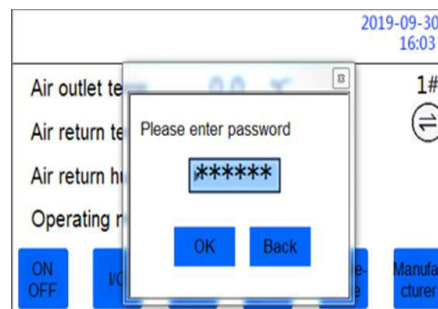 2019-09-30
16:03
Air outlet te
1#
Air return te
Please enter password
Air return hu
******
Operating
OK Back
ON
OFF
I/O
Manufa
cturer